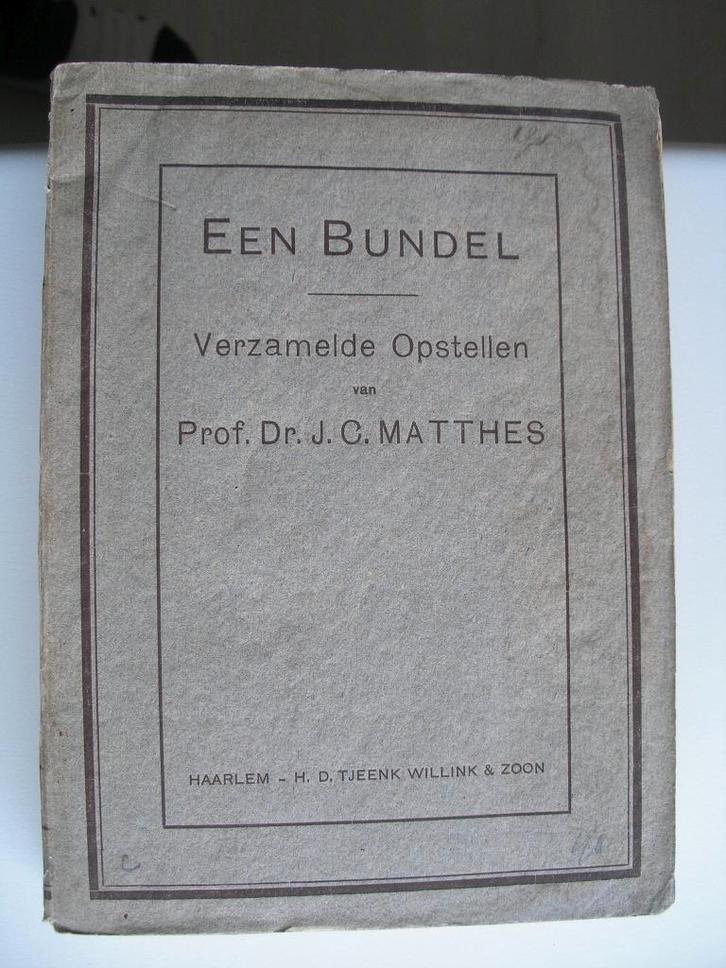 EEN BUNDEL
Verzamelde Opstellen
van
Prof. Dr. J. C. MATTHES
HAARLEM – H. D. TJEENK WILLINK & ZOON